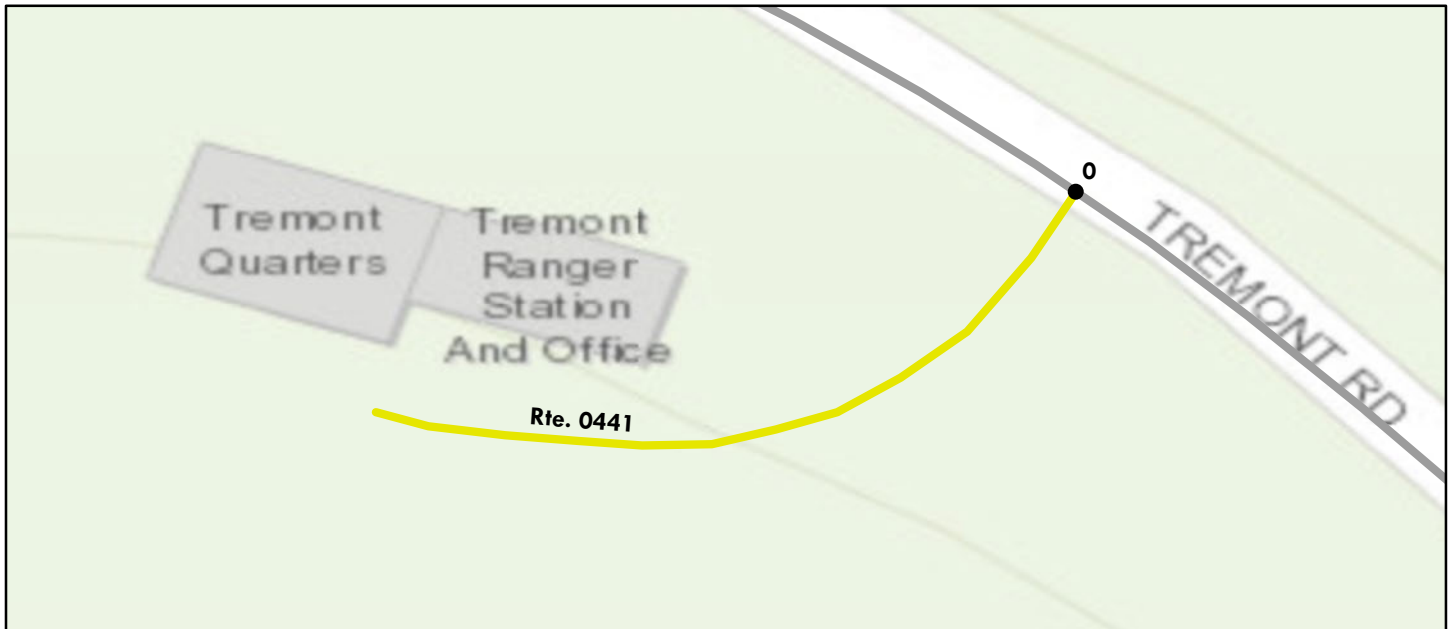 0
TREMONT RD
Tremont
Quarters
Tremont
Ranger
Station
And Office
Rte. 0441